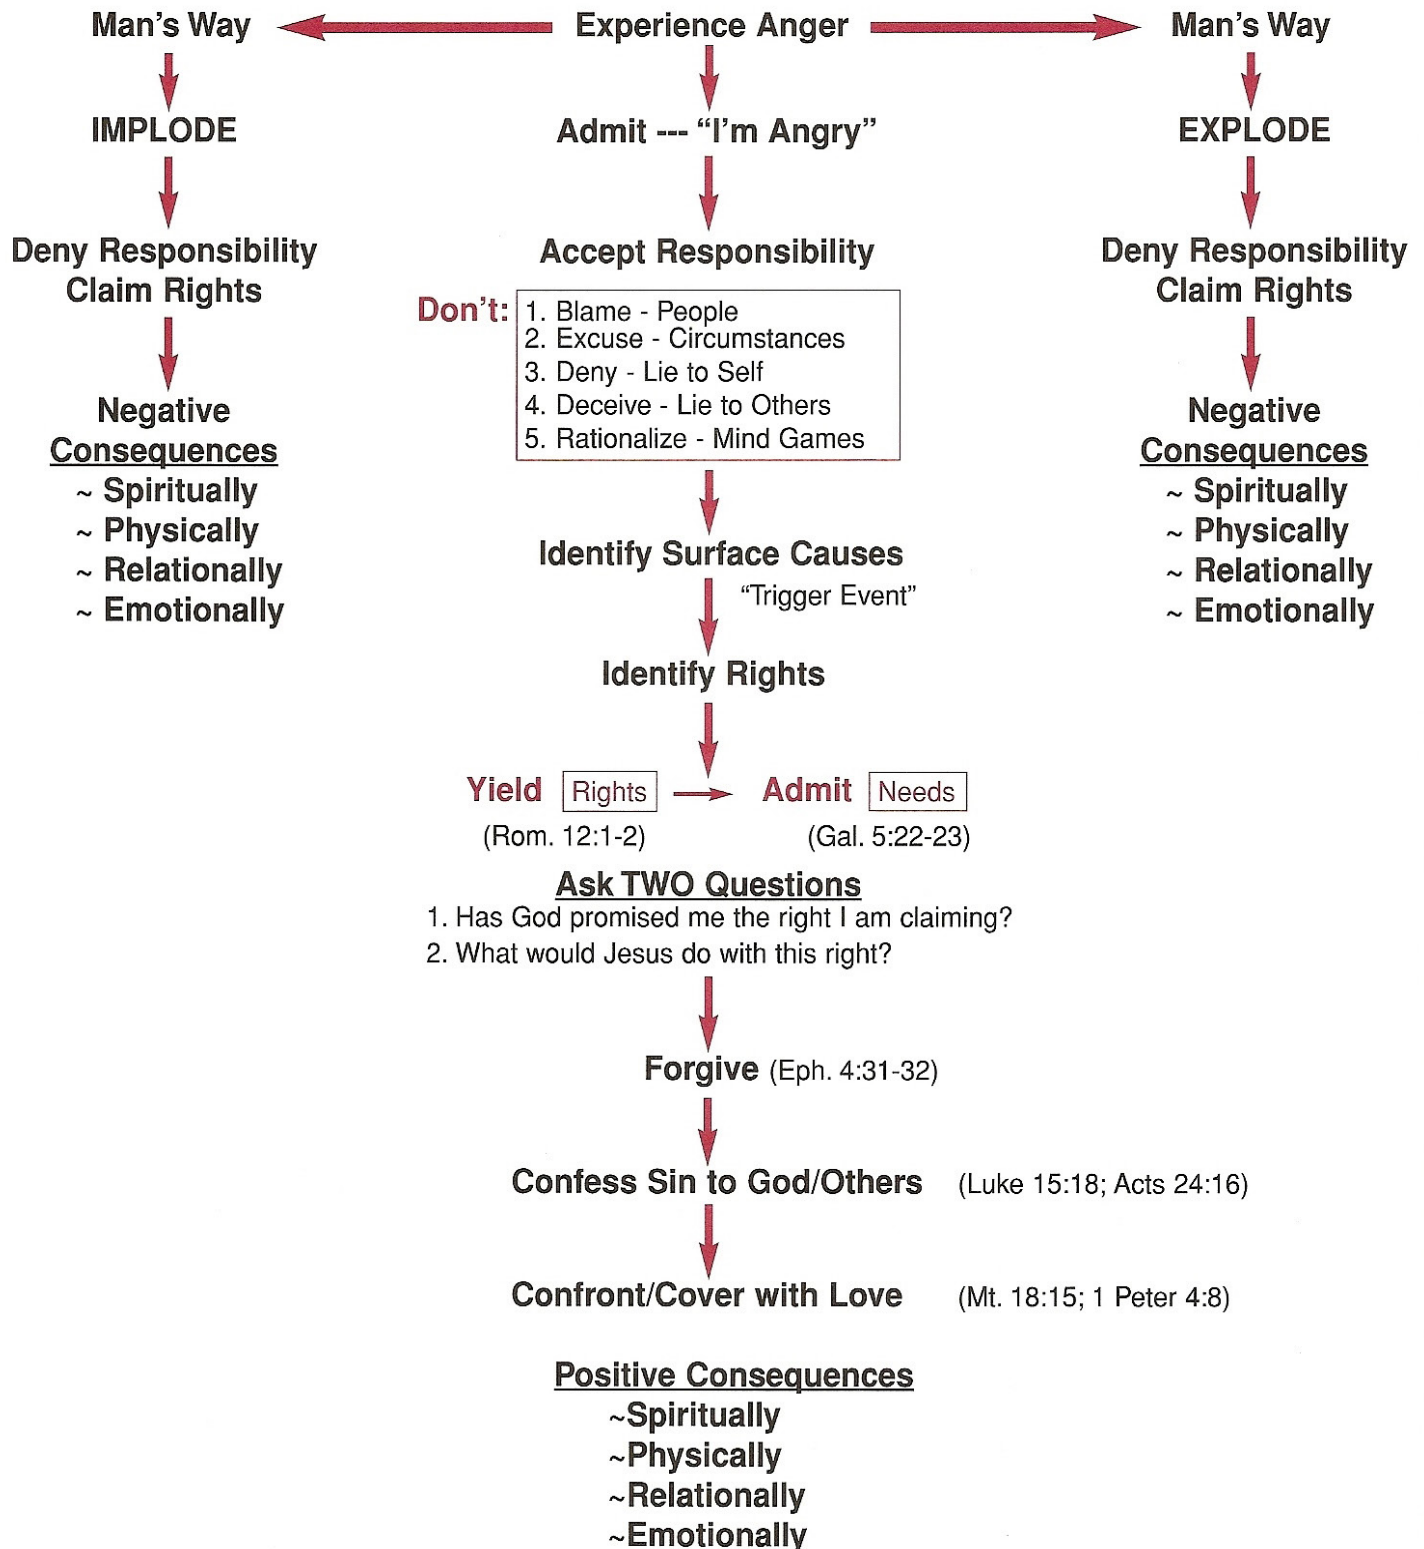 Man's Way
Experience Anger
Man's Way
IMPLODE
Admit --- “I'm Angry”
EXPLODE
Deny Responsibility
Claim Rights
Accept Responsibility
Deny Responsibility
Claim Rights
Don't:
1. Blame - People
2. Excuse - Circumstances
3. Deny - Lie to Self
4. Deceive - Lie to Others
5. Rationalize - Mind Games
Negative
Consequences
~ Spiritually
~ Physically
~ Relationally
~ Emotionally
Negative
Consequences
~ Spiritually
~ Physically
~ Relationally
~ Emotionally
Identify Surface Causes
“Trigger Event”
Identify Rights
Yield Rights Admit Needs
(Rom. 12:1-2) (Gal. 5:22-23)
Ask TWO Questions
1. Has God promised me the right I am claiming?
2. What would Jesus do with this right?
Forgive (Eph. 4:31-32)
Confess Sin to God/Others (Luke 15:18; Acts 24:16)
Confront/Cover with Love (Mt. 18:15; 1 Peter 4:8)
Positive Consequences
~Spiritually
~Physically
~Relationally
~Emotionally